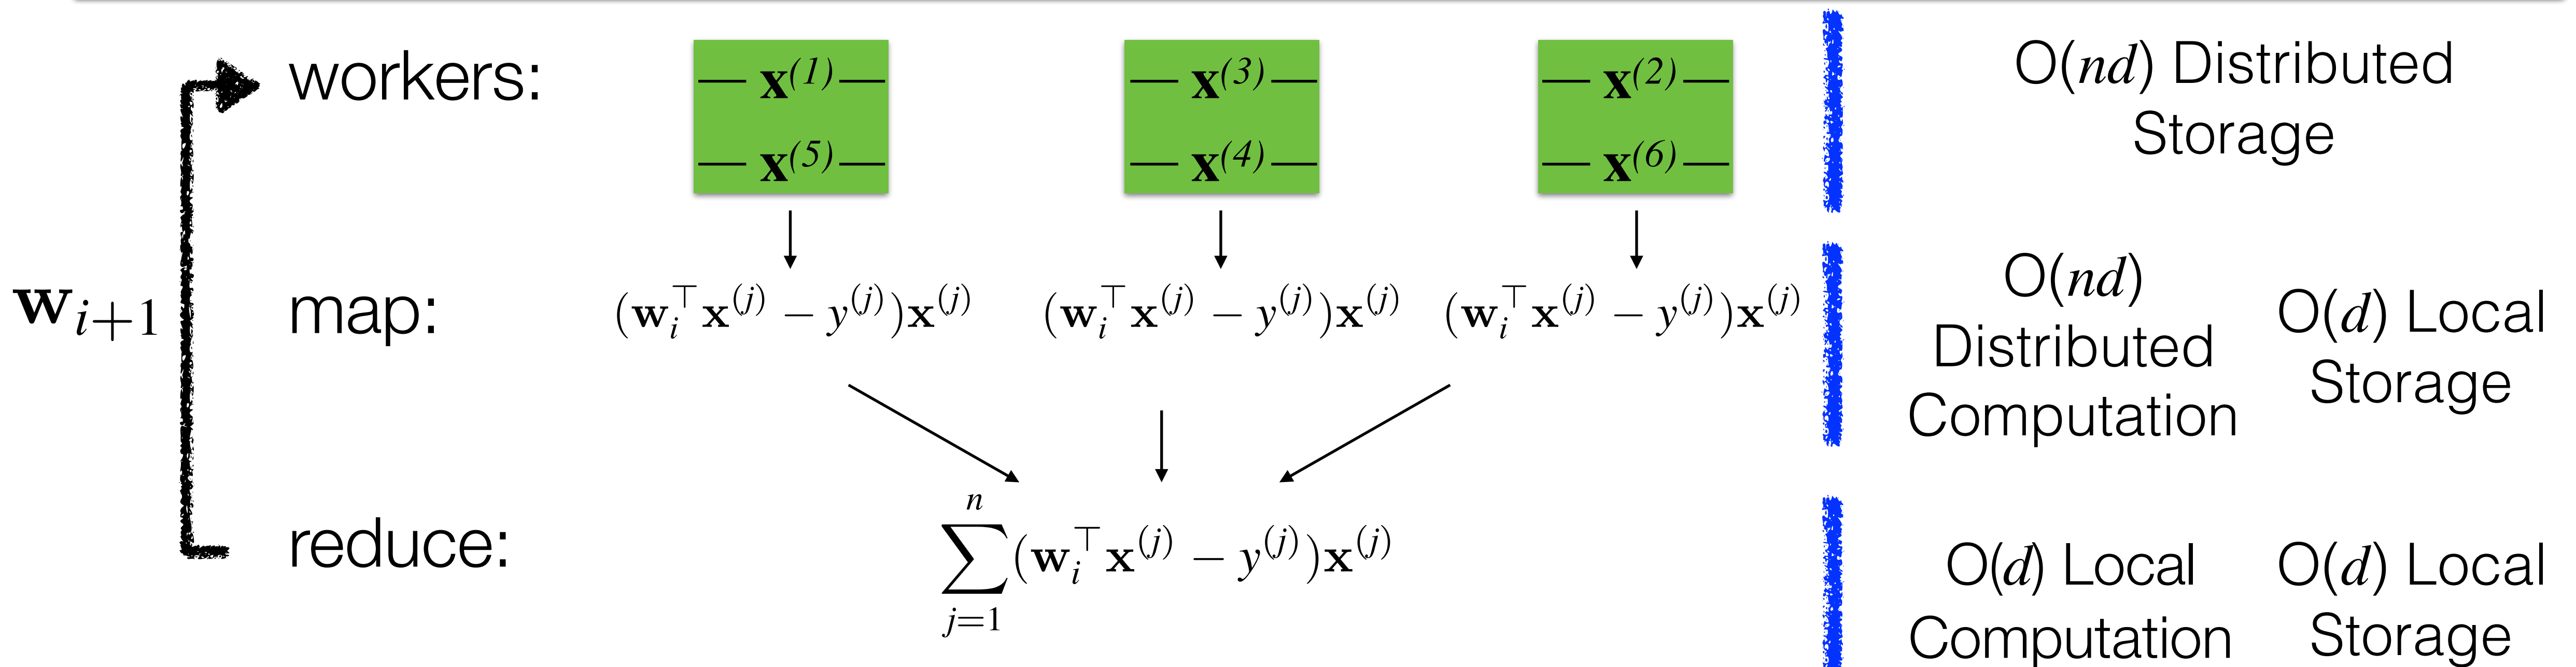 workers:
— x^(1) —
— x^(5) —
— x^(3) —
— x^(4) —
— x^(2) —
— x^(6) —
O(nd) Distributed
Storage
w_{i+1}
map:
(w_i^⊤ x^(j) − y^(j))x^(j)
(w_i^⊤ x^(j) − y^(j))x^(j)
(w_i^⊤ x^(j) − y^(j))x^(j)
O(nd)
Distributed
Computation
O(d) Local
Storage
reduce:
∑_{j=1}^{n} (w_i^⊤ x^(j) − y^(j))x^(j)
O(d) Local
Computation
O(d) Local
Storage